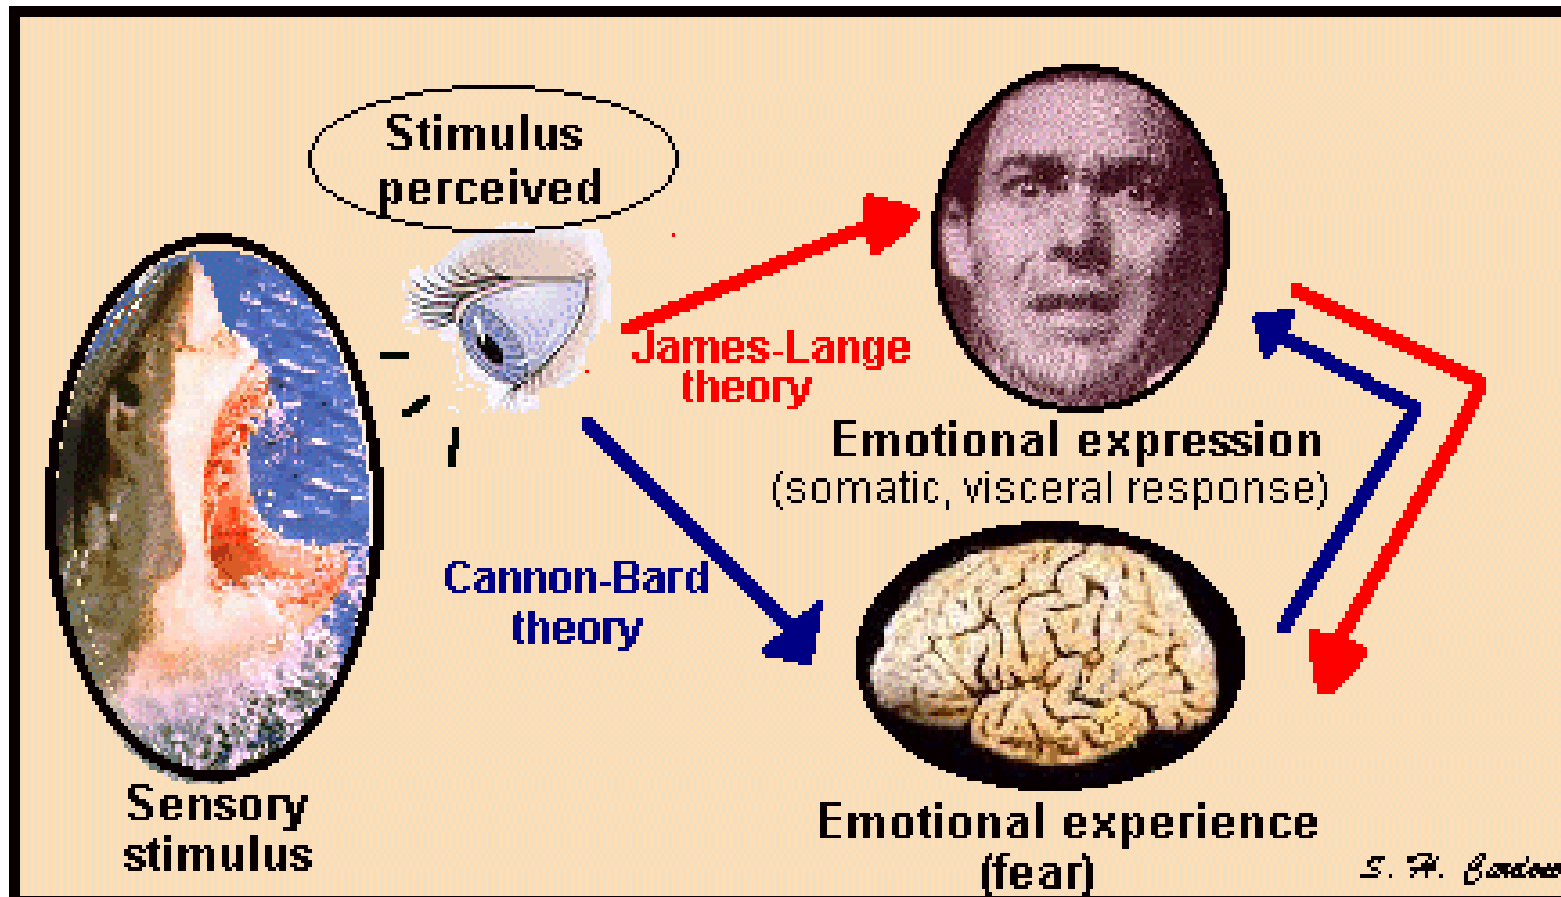 Stimulus
perceived
James-Lange
theory
Emotional expression
(somatic, visceral response)
Cannon-Bard
theory
Sensory
stimulus
Emotional experience
(fear)
S. H.